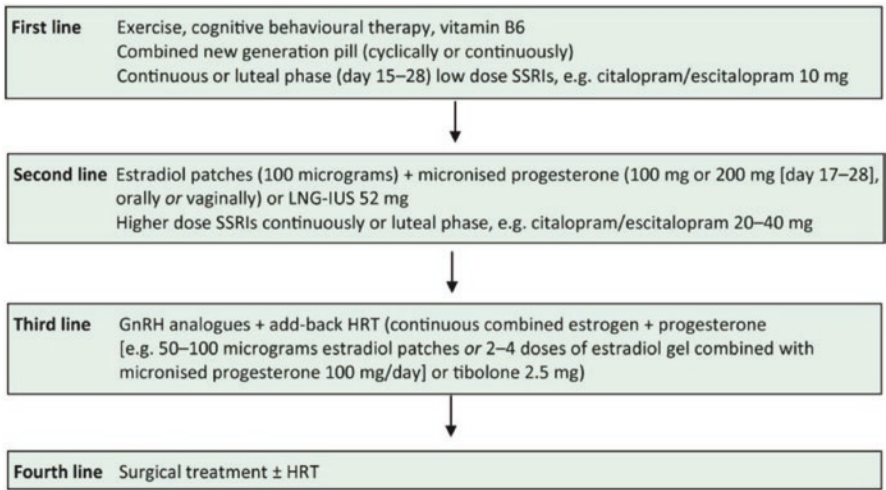 First line Exercise, cognitive behavioural therapy, vitamin B6
Combined new generation pill (cyclically or continuously)
Continuous or luteal phase (day 15–28) low dose SSRIs, e.g. citalopram/escitalopram 10 mg
Second line Estradiol patches (100 micrograms) + micronised progesterone (100 mg or 200 mg [day 17–28],
orally or vaginally) or LNG-IUS 52 mg
Higher dose SSRIs continuously or luteal phase, e.g. citalopram/escitalopram 20–40 mg
Third line GnRH analogues + add-back HRT (continuous combined estrogen + progesterone
[e.g. 50–100 micrograms estradiol patches or 2–4 doses of estradiol gel combined with
micronised progesterone 100 mg/day] or tibolone 2.5 mg)
Fourth line Surgical treatment ± HRT